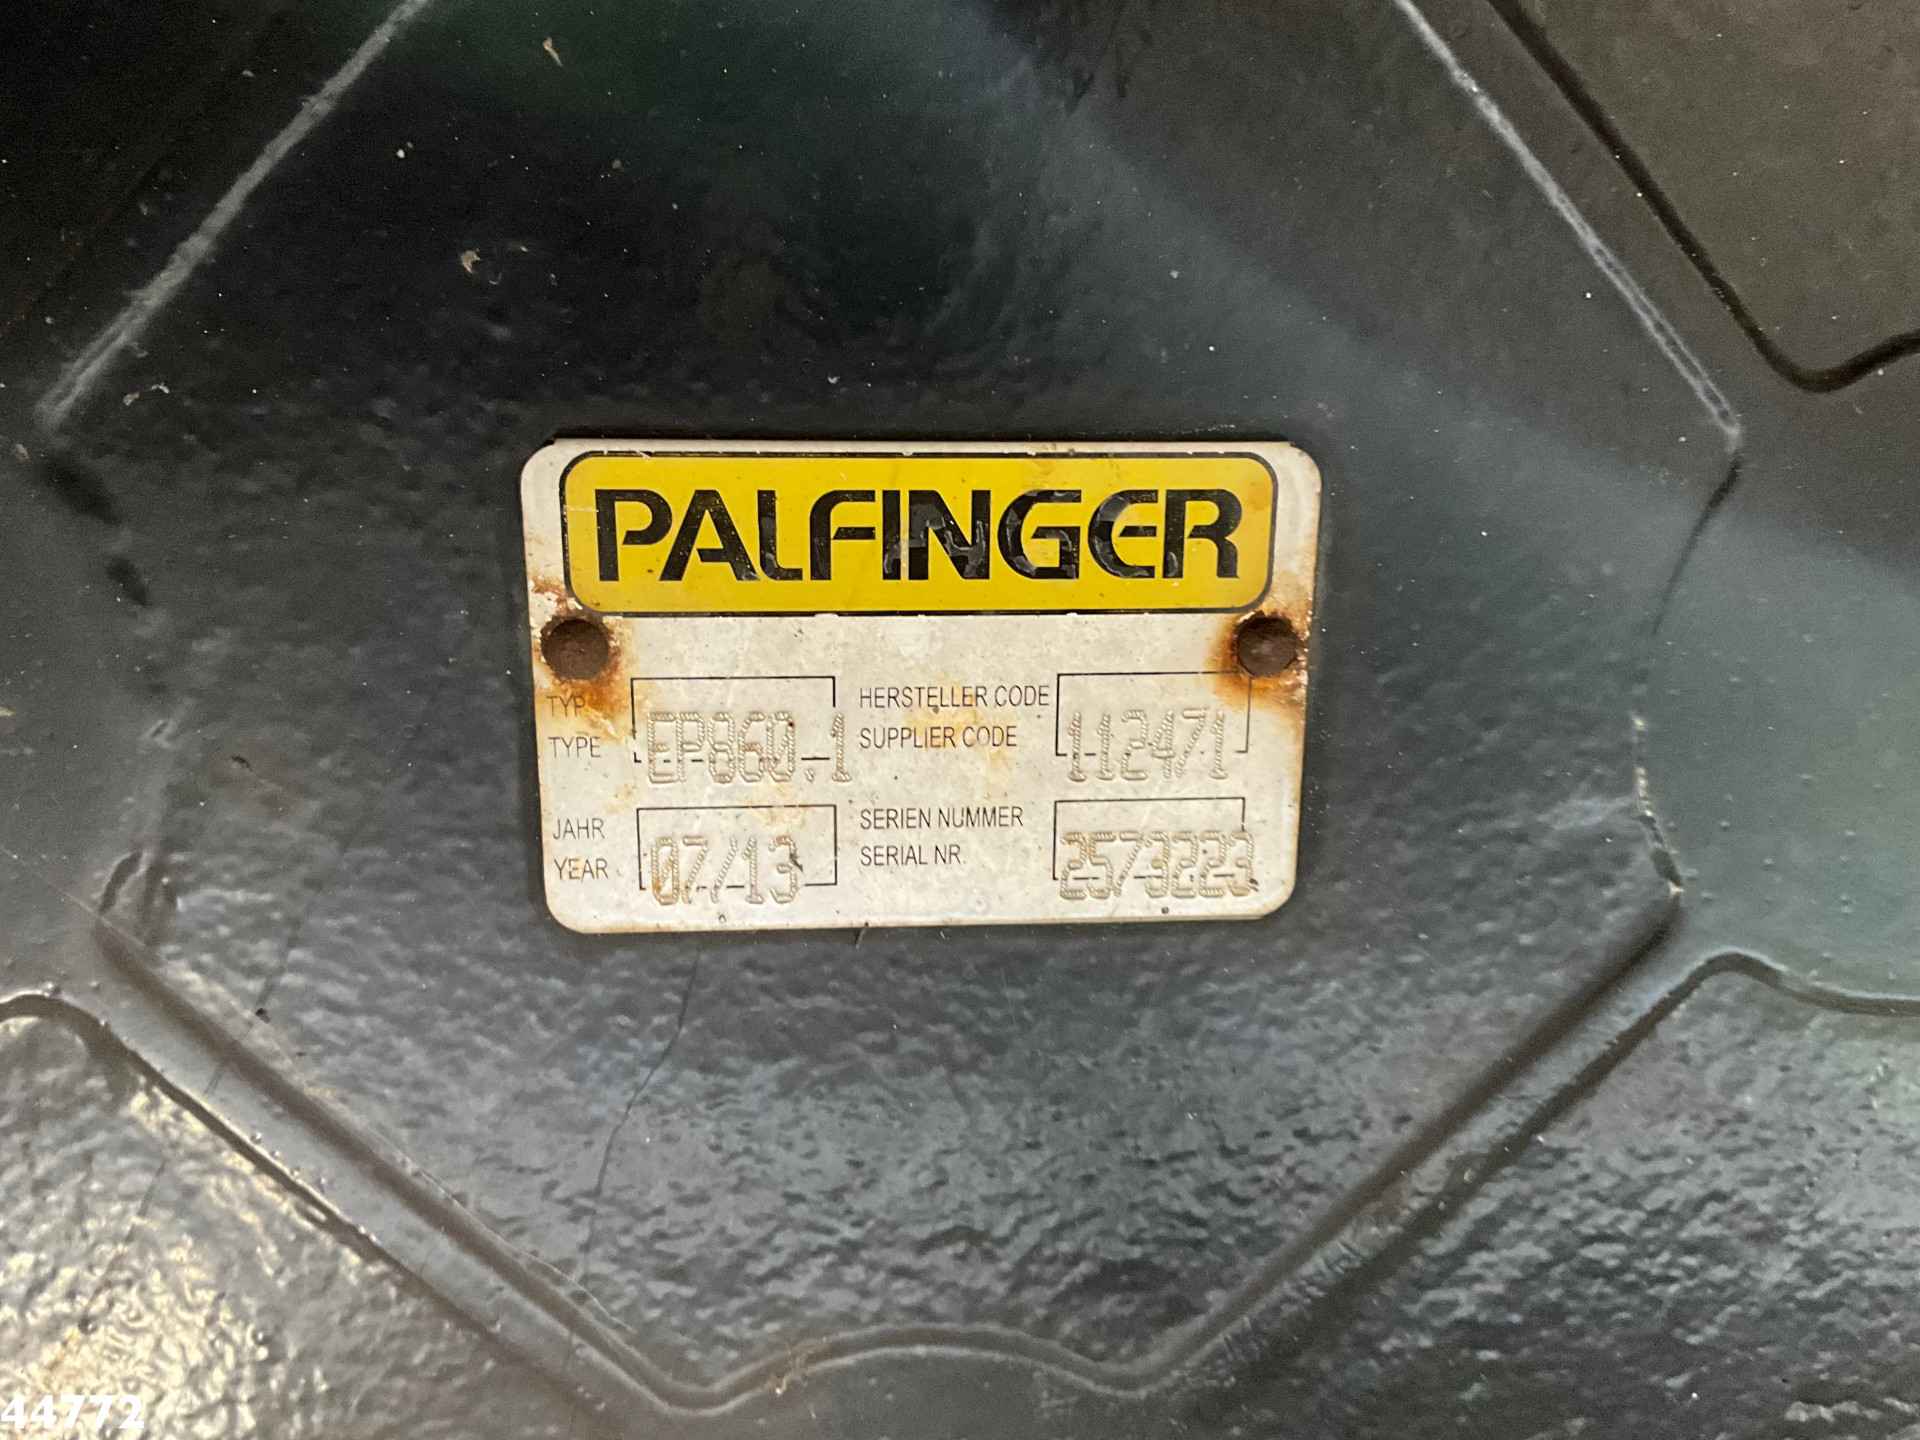 PALFINGER
TYP
TYPE
EP860.1
HERSTELLER CODE
SUPPLIER CODE
112471
JAHR
YEAR
07/13
SERIEN NUMMER
SERIAL NR.
2573223
44772